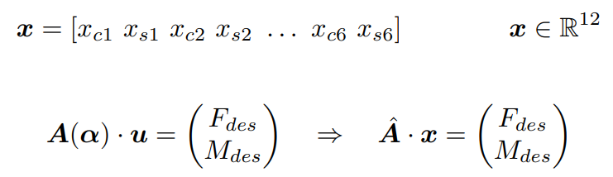 x = [x_{c1} x_{s1} x_{c2} x_{s2} … x_{c6} x_{s6}] x ∈ ℝ^{12}
A(α) · u = (F_{des} M_{des}) ⇒ Â · x = (F_{des} M_{des})